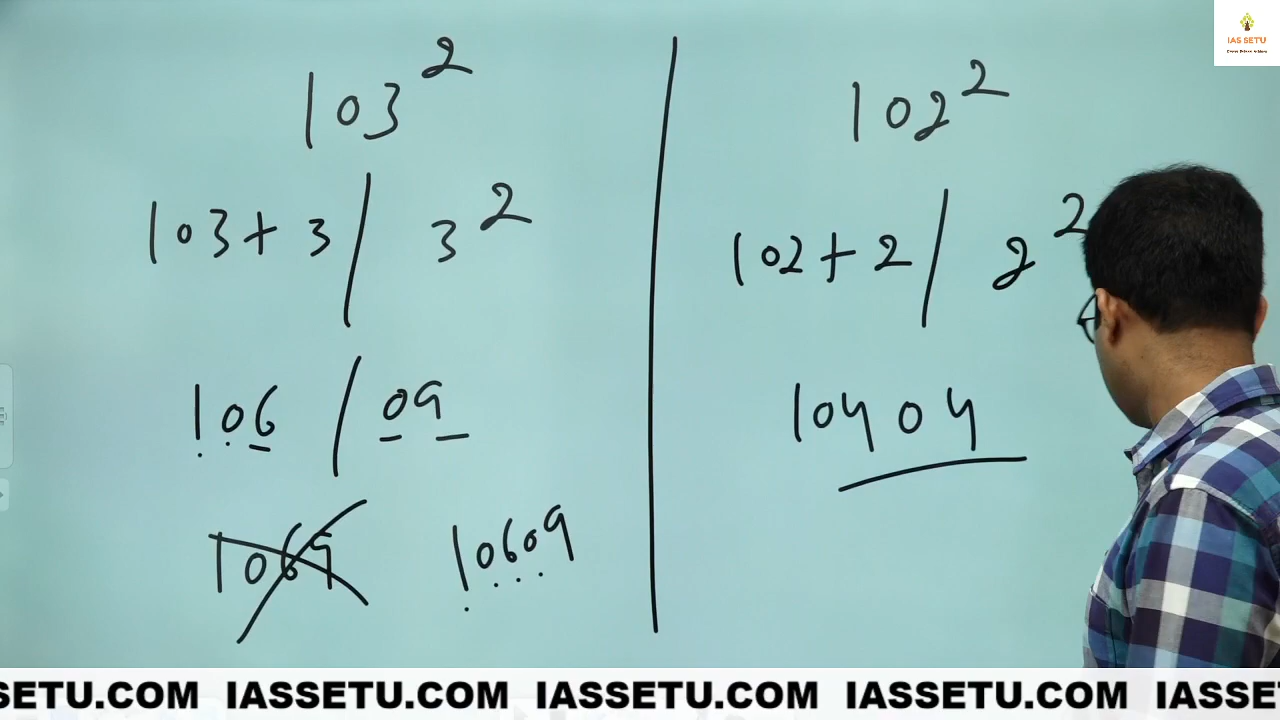 IAS SETU
103²
103+3 / 3²
106 / 09
1069 10609
102²
102+2 / 2²
10404
SETU.COM IASSETU.COM IASSETU.COM IASSETU.COM IASSE